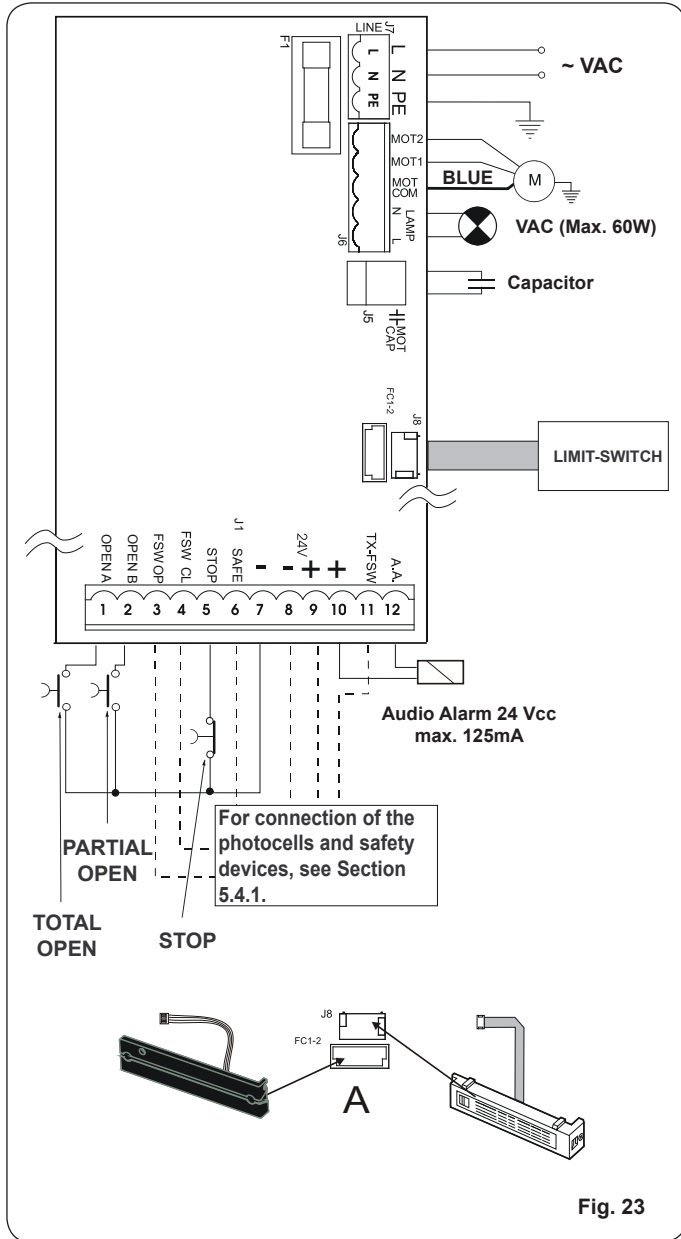 LINE J7
F1
L L
N N
PE PE
~ VAC
MOT2
MOT1
MOT COM
BLUE
M
N
L
LAMP
J6
VAC (Max. 60W)
Capacitor
J5
MOT CAP
FC1-2
J8
LIMIT-SWITCH
OPEN A
OPEN B
FSW OP
FSW CL
STOP
J1
SAFE
-
-
24V
+
+
TX-FSW
A.A.
1 2 3 4 5 6 7 8 9 10 11 12
Audio Alarm 24 Vcc
max. 125mA
For connection of the
photocells and safety
devices, see Section
5.4.1.
PARTIAL
OPEN
TOTAL
OPEN
STOP
J8
FC1-2
A
Fig. 23